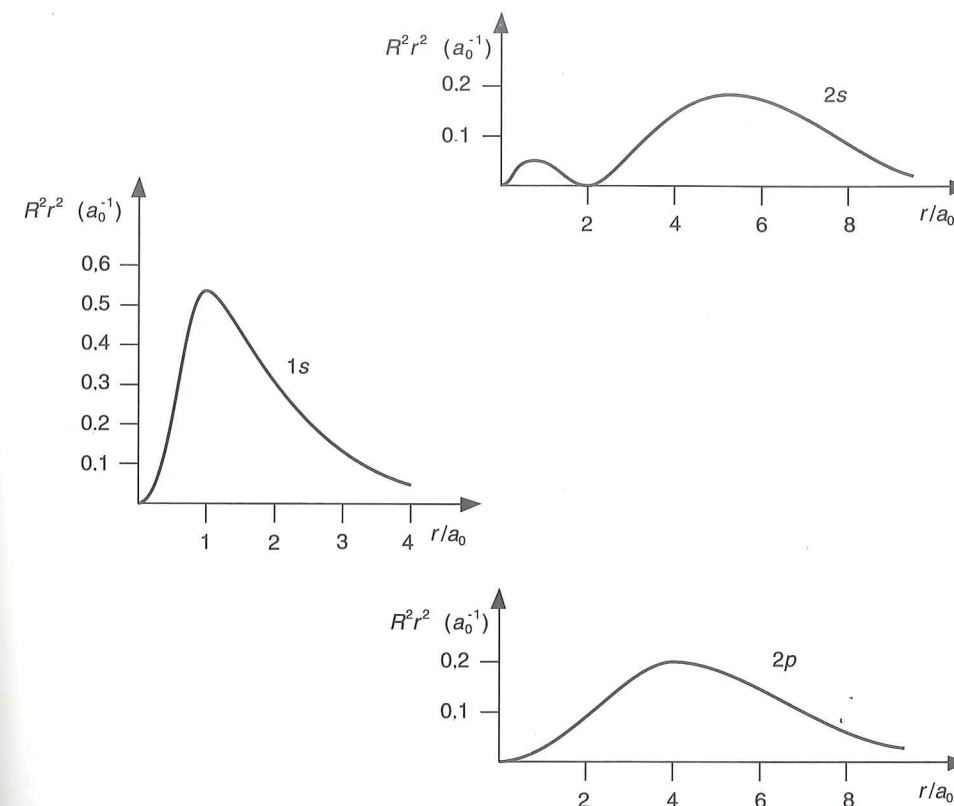 R²r² (a₀⁻¹)
0.2
2s
0.1
2 4 6 8
r/a₀
R²r² (a₀⁻¹)
0.6
0.5
0.4
1s
0.3
0.2
0.1
1 2 3 4 r/a₀
R²r² (a₀⁻¹)
0,2
2p
0,1
2 4 6 8 r/a₀